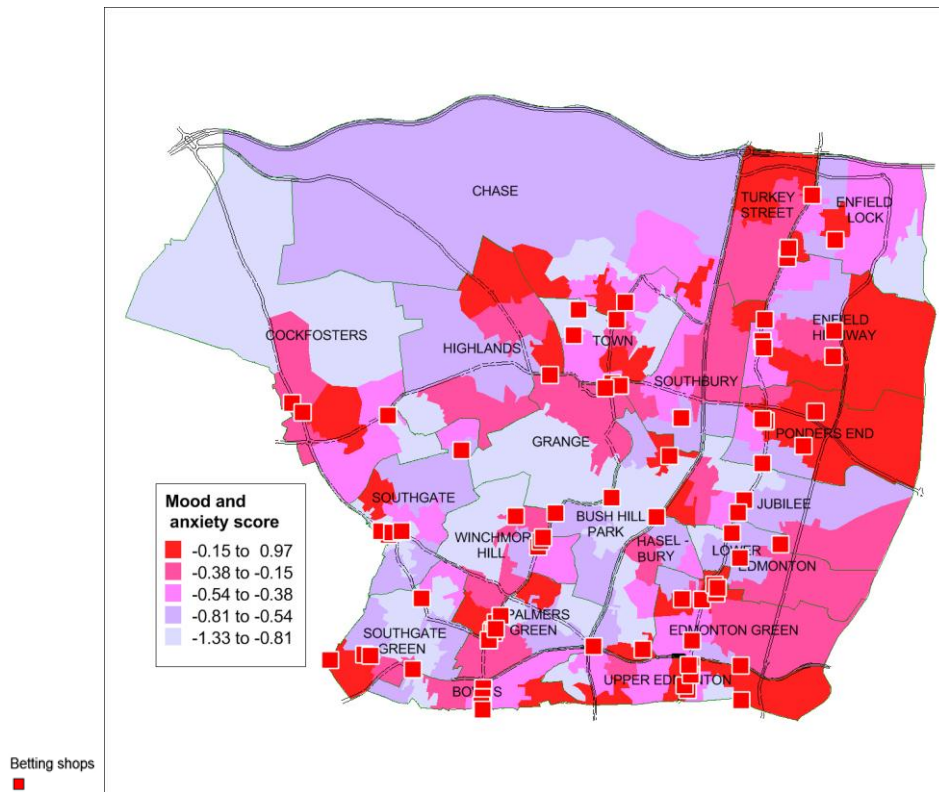 CHASE
TURKEY
STREET
ENFIELD
LOCK
COCKFOSTERS
HIGHLANDS
TOWN
ENFIELD
HIGHWAY
SOUTHBURY
GRANGE
PONDERS END
SOUTHGATE
JUBILEE
BUSH HILL
PARK
WINCHMORE
HILL
HASEL -
BURY
LOWER
EDMONTON
PALMERS
GREEN
SOUTHGATE
GREEN
EDMONTON GREEN
UPPER EDMONTON
BOWES
Mood and
anxiety score
-0.15 to 0.97
-0.38 to -0.15
-0.54 to -0.38
-0.81 to -0.54
-1.33 to -0.81
Betting shops